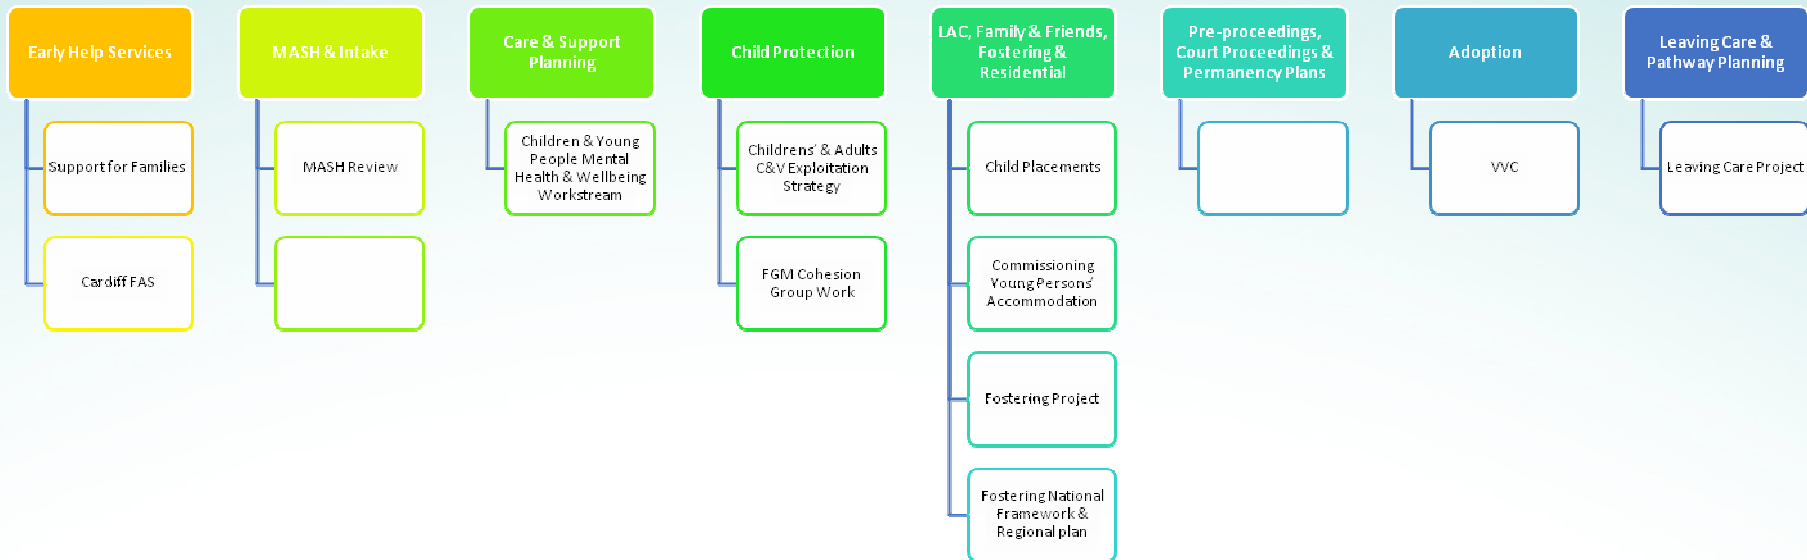 Early Help Services
Support for Families
Cardiff FAS
MASH & Intake
MASH Review
Care & Support
Planning
Children & Young
People Mental
Health & Wellbeing
Workstream
Child Protection
Childrens' & Adults
C&V Exploitation
Strategy
FGM Cohesion
Group Work
LAC, Family & Friends,
Fostering &
Residential
Child Placements
Commissioning
Young Persons'
Accommodation
Fostering Project
Fostering National
Framework &
Regional plan
Pre-proceedings,
Court Proceedings &
Permanency Plans
Adoption
VVC
Leaving Care &
Pathway Planning
Leaving Care Project